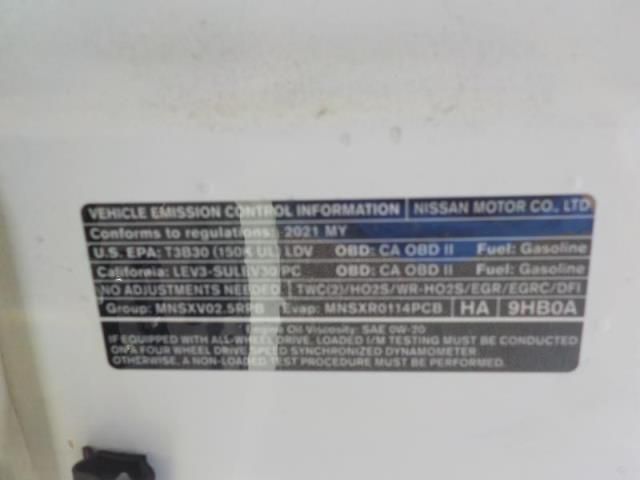 VEHICLE EMISSION CONTROL INFORMATION NISSAN MOTOR CO., LTD
Conforms to regulations: 2021 MY
U.S. EPA: T3B30 (150K UL) LDV OBD: CA OBD II Fuel: Gasoline
California: LEV3-SULEV30 PC OBD: CA OBD II Fuel: Gasoline
NO ADJUSTMENTS NEEDED TWC(2)/HO2S/WR-HO2S/EGR/EGRC/DFI
Group: MNSXV02.5RPB Evap: MNSXR0114PCB HA 9HB0A
Engine Oil Viscosity: SAE 0W-20
IF EQUIPPED WITH ALL-WHEEL DRIVE, LOADED I/M TESTING MUST BE CONDUCTED
ON A FOUR WHEEL DRIVE SPEED SYNCHRONIZED DYNAMOMETER.
OTHERWISE, A NON-LOADED TEST PROCEDURE MUST BE PERFORMED.